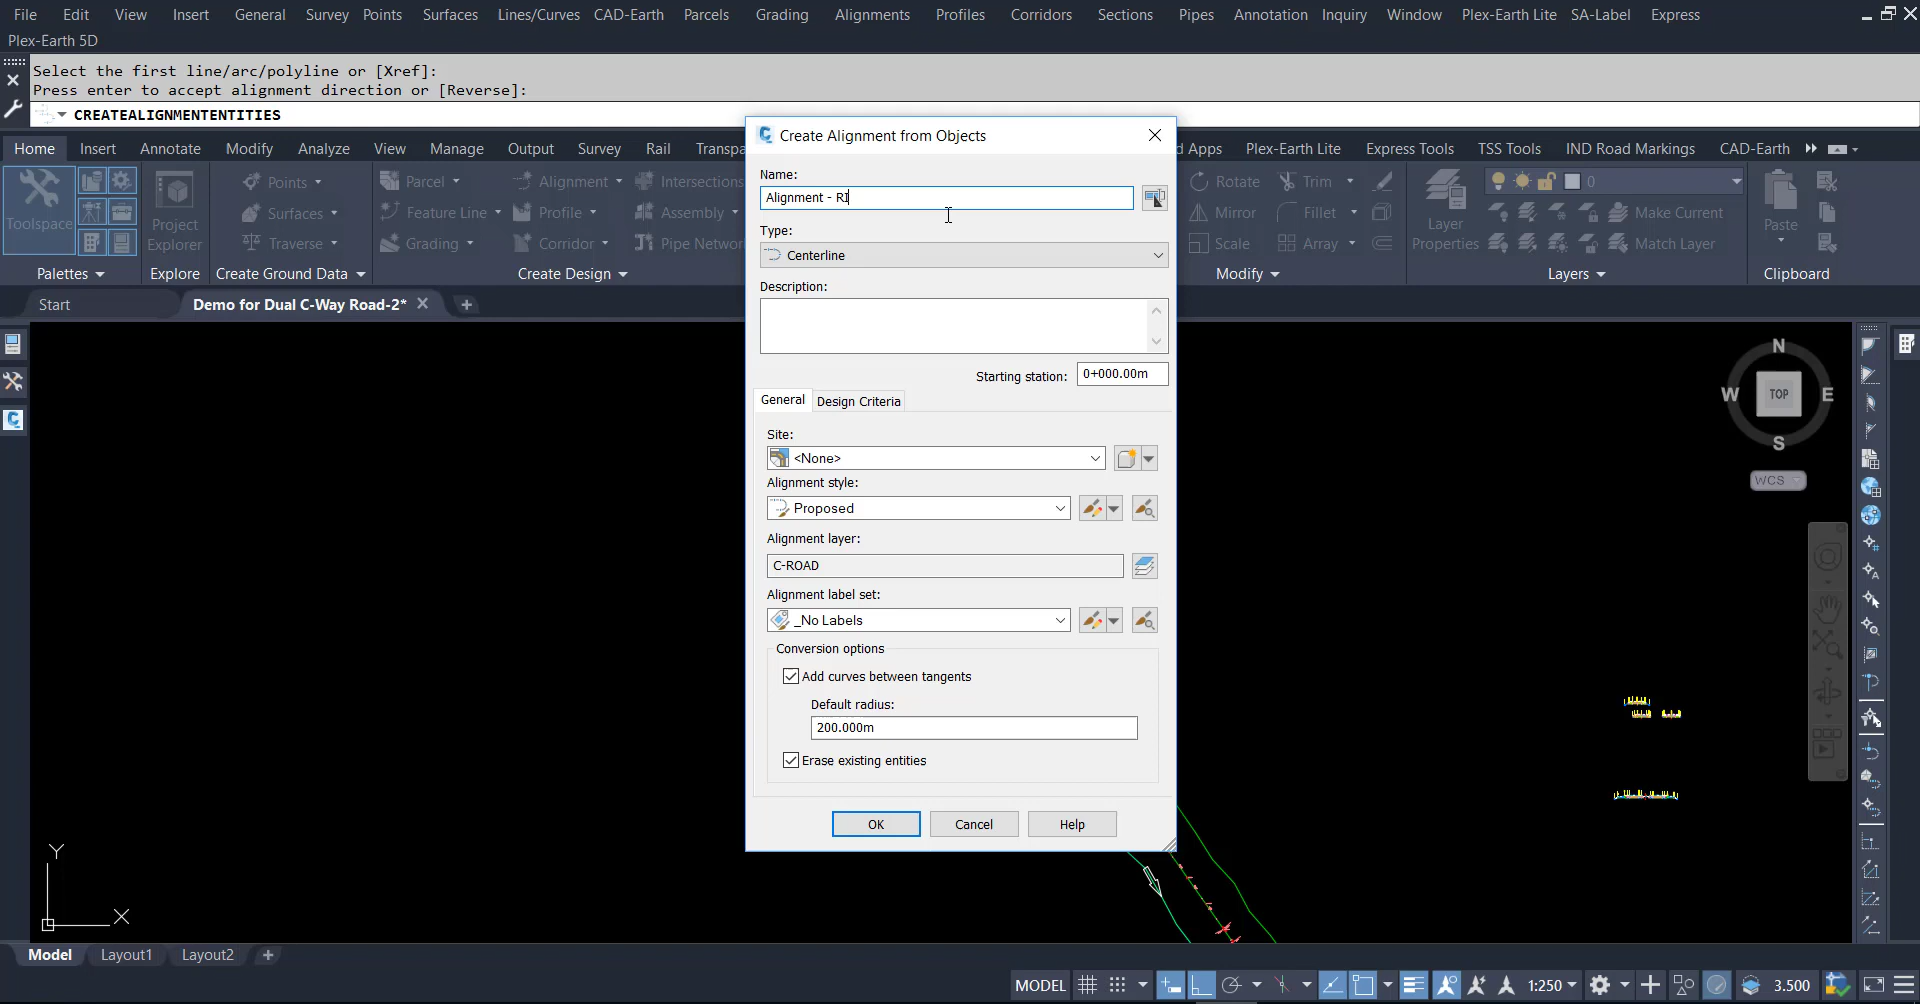 File Edit View Insert General Survey Points Surfaces Lines/Curves CAD-Earth Parcels Grading Alignments Profiles Corridors Sections Pipes Annotation Inquiry Window Plex-Earth Lite SA-Label Express
Plex-Earth 5D
Select the first line/arc/polyline or [Xref]:
Press enter to accept alignment direction or [Reverse]:
CREATEALIGNMENTENTITIES
Create Alignment from Objects
Home Insert Annotate Modify Analyze View Manage Output Survey Rail Transpa
d Apps Plex-Earth Lite Express Tools TSS Tools IND Road Markings CAD-Earth
Name:
Alignment - RI
Type:
Centerline
Description:
Starting station: 0+000.00m
General Design Criteria
Site:
<None>
Alignment style:
Proposed
Alignment layer:
C-ROAD
Alignment label set:
_No Labels
Conversion options
Add curves between tangents
Default radius:
200.000m
Erase existing entities
OK Cancel Help
Toolspace
Project Explorer
Points
Surfaces
Traverse
Parcel
Feature Line
Grading
Alignment
Profile
Corridor
Intersections
Assembly
Pipe Networ
Palettes Explore Create Ground Data Create Design
Rotate Trim
Mirror Fillet
Scale Array
Layer Properties
0
Make Current
Match Layer
Paste
Modify Layers Clipboard
Start Demo for Dual C-Way Road-2*
N
W TOP E
S
WCS
Y
X
Model Layout1 Layout2
MODEL 1:250 3.500